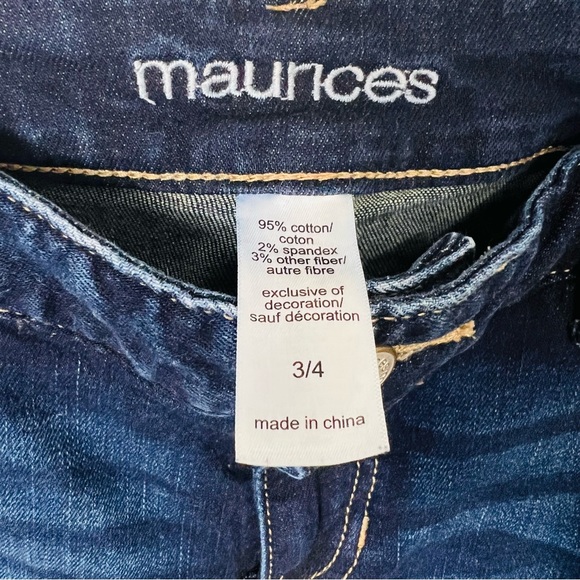 maurices
95% cotton/
coton
2% spandex
3% other fiber/
autre fibre
exclusive of
decoration/
sauf décoration
3/4
made in china